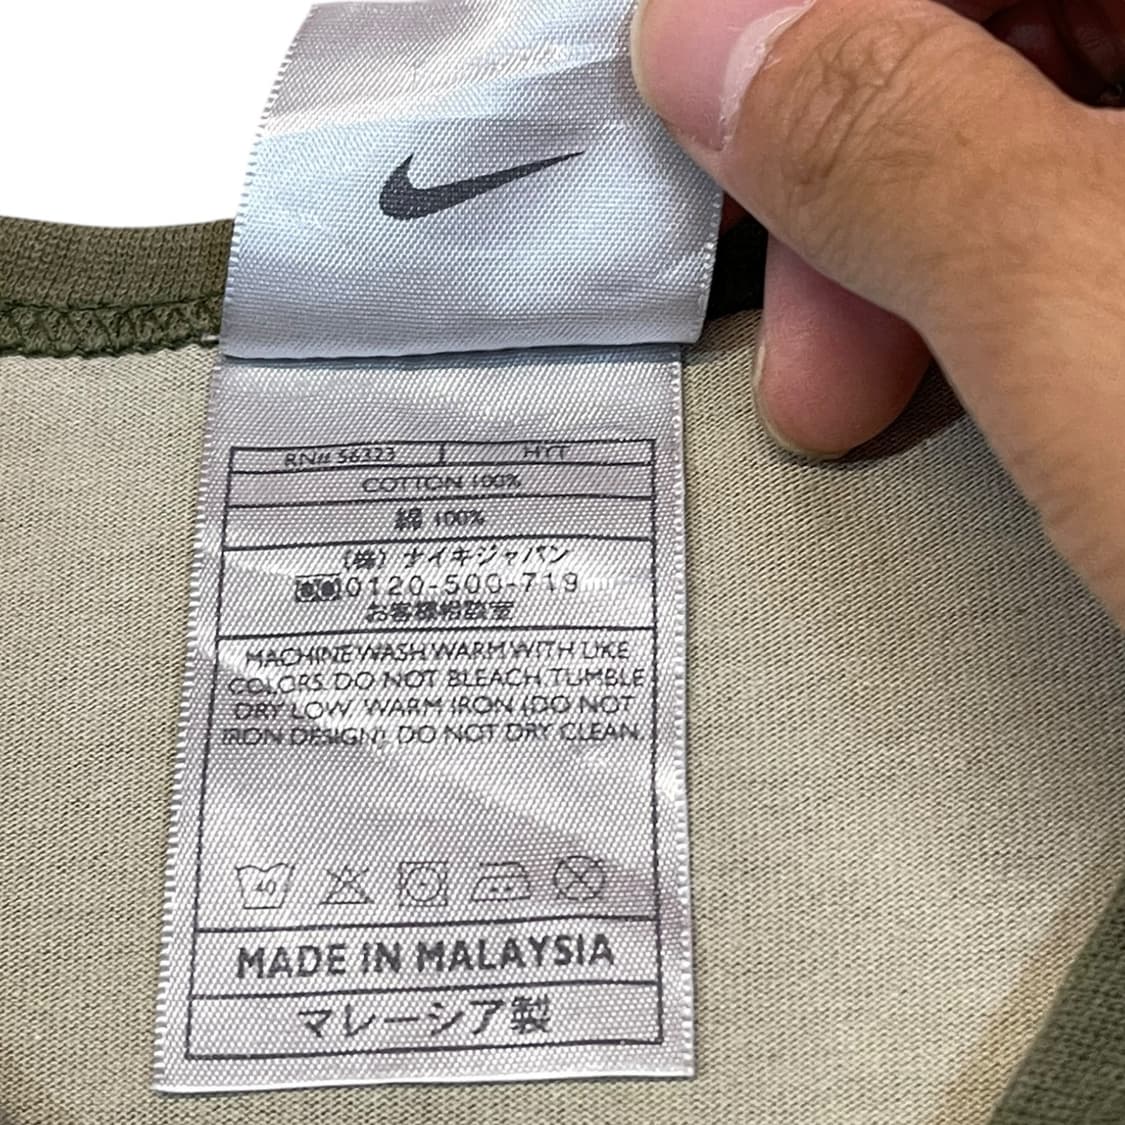 RN# 56323 HYT
COTTON 100%
綿 100%
(株) ナイキジャパン
0120-500-719
お客様相談室
MACHINE WASH WARM WITH LIKE
COLORS. DO NOT BLEACH. TUMBLE
DRY LOW. WARM IRON (DO NOT
IRON DESIGN). DO NOT DRY CLEAN.
40
MADE IN MALAYSIA
マレーシア製